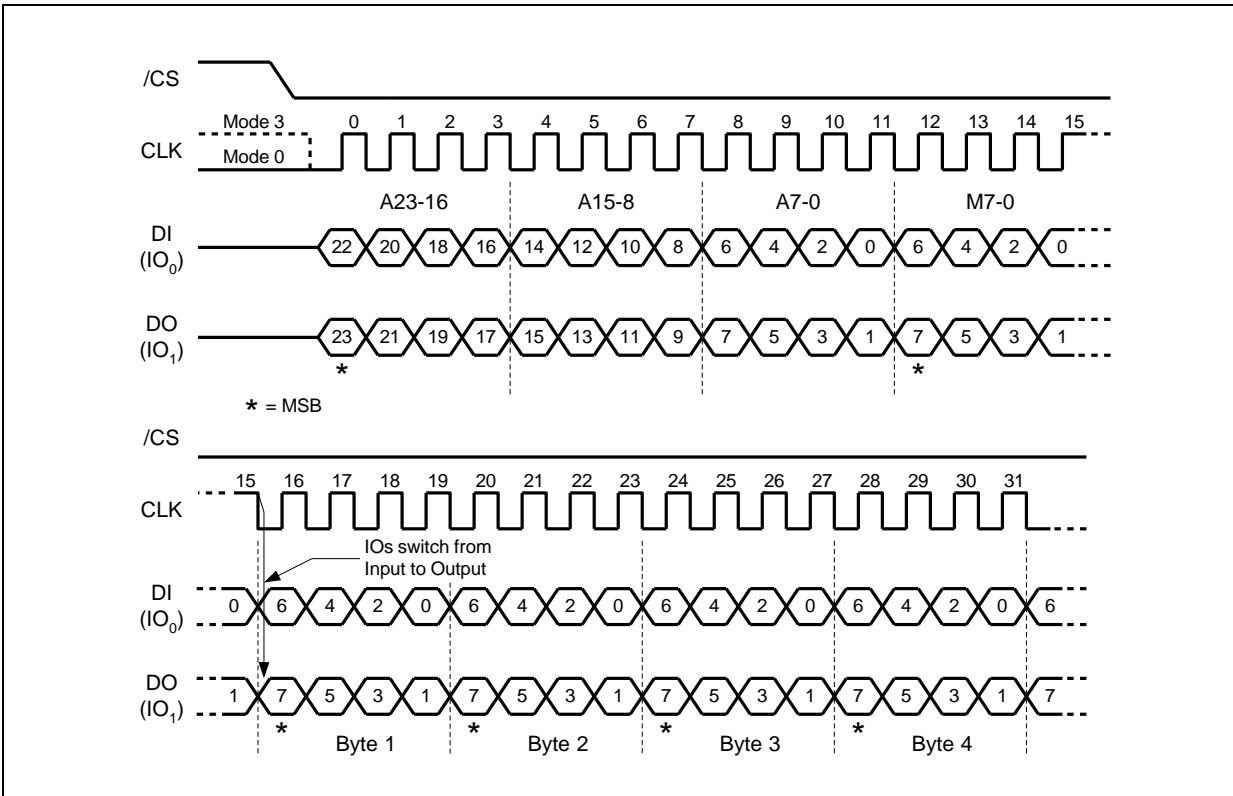 /CS
Mode 3
0 1 2 3 4 5 6 7 8 9 10 11 12 13 14 15
CLK
Mode 0
A23-16 A15-8 A7-0 M7-0
DI
(IO0)
22 20 18 16 14 12 10 8 6 4 2 0 6 4 2 0
DO
(IO1)
23 21 19 17 15 13 11 9 7 5 3 1 7 5 3 1
* *
* = MSB
/CS
15 16 17 18 19 20 21 22 23 24 25 26 27 28 29 30 31
CLK
IOs switch from
Input to Output
DI
(IO0)
0 6 4 2 0 6 4 2 0 6 4 2 0 6 4 2 0 6
DO
(IO1)
1 7 5 3 1 7 5 3 1 7 5 3 1 7 5 3 1 7
* * * *
Byte 1 Byte 2 Byte 3 Byte 4